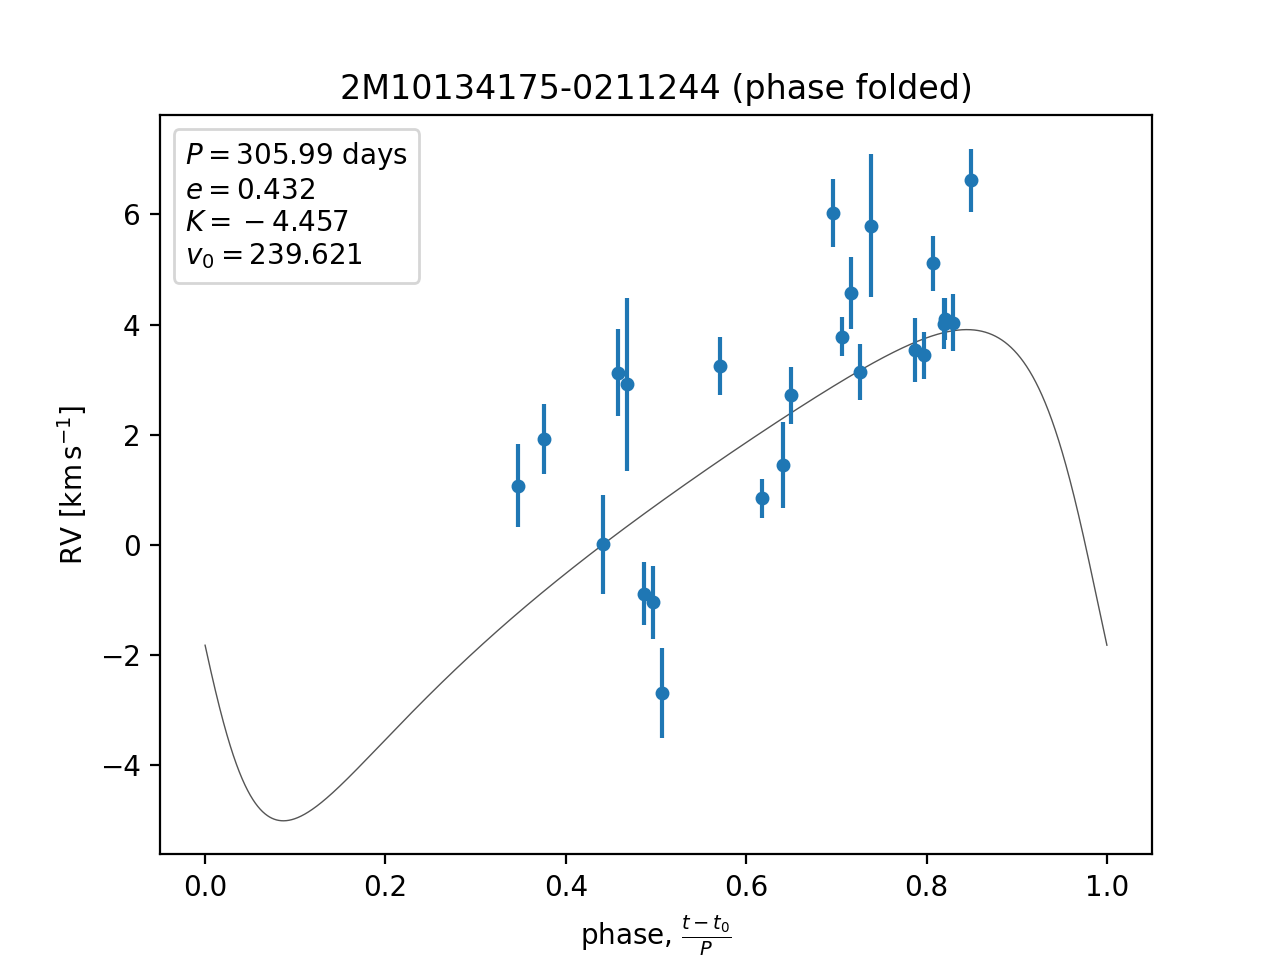 2M10134175-0211244 (phase folded)
P = 305.99 days
e = 0.432
K = −4.457
v₀ = 239.621
RV [km s⁻¹]
6
4
2
0
−2
−4
0.0 0.2 0.4 0.6 0.8 1.0
phase, (t − t₀)/P